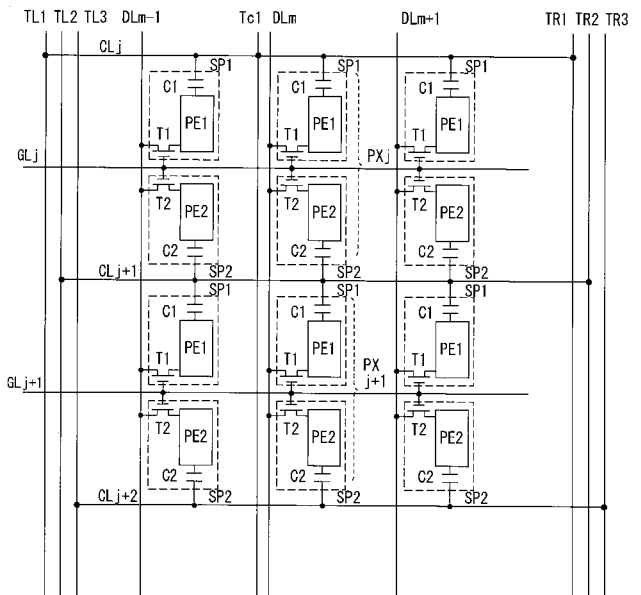 TL1 TL2 TL3 DLm-1 Tc1 DLm DLm+1 TR1 TR2 TR3
CLj
SP1 SP1 SP1
C1 C1 C1
PE1 PE1 PE1
T1 T1 T1
GLj PXj
T2 T2 T2
PE2 PE2 PE2
C2 C2 C2
SP2 SP2 SP2
CLj+1
SP1 SP1 SP1
C1 C1 C1
PE1 PE1 PE1
T1 T1 T1
PX
j+1
GLj+1
T2 T2 T2
PE2 PE2 PE2
C2 C2 C2
CLj+2 SP2 SP2 SP2